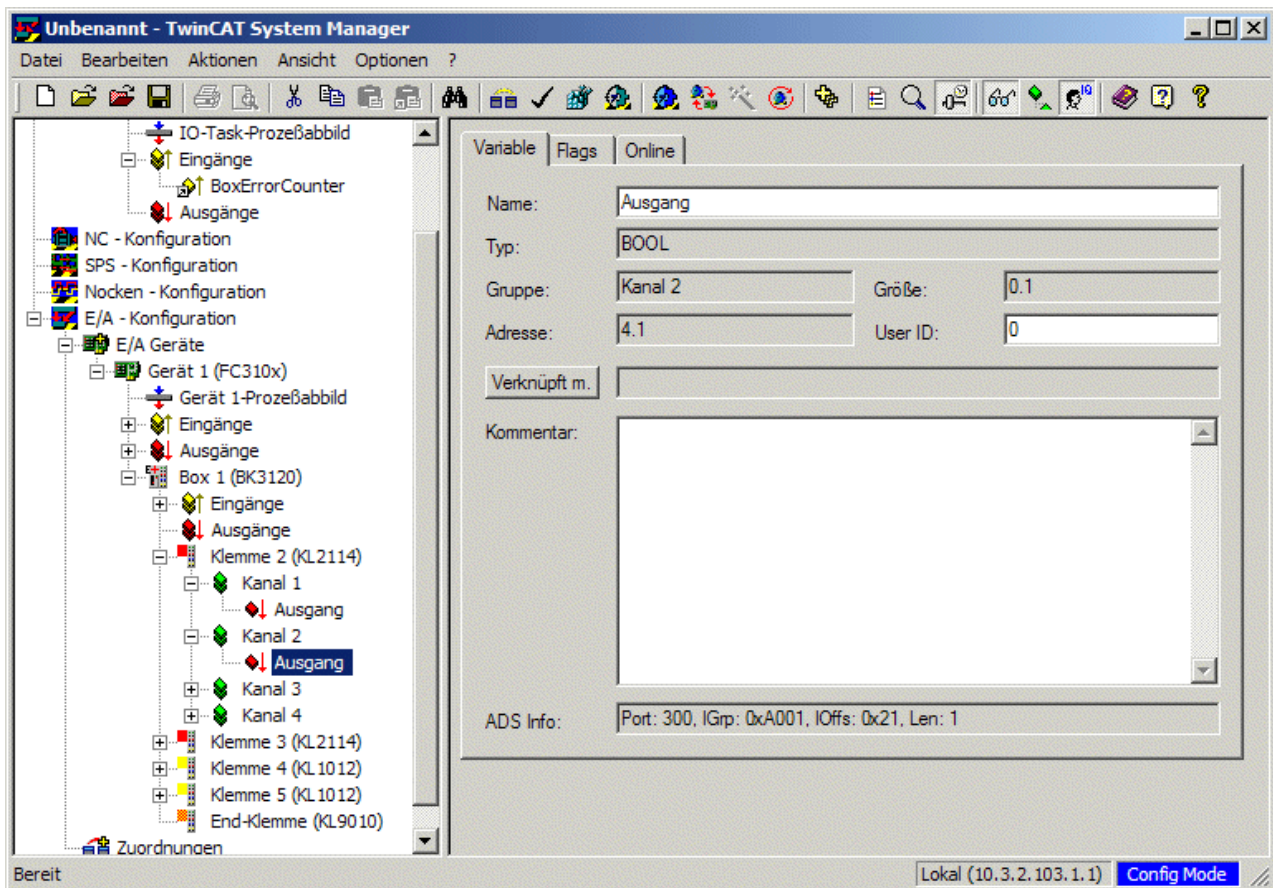 Unbenannt - TwinCAT System Manager
Datei Bearbeiten Aktionen Ansicht Optionen ?
IO-Task-Prozeßabbild
Eingänge
BoxErrorCounter
Ausgänge
NC - Konfiguration
SPS - Konfiguration
Nocken - Konfiguration
E/A - Konfiguration
E/A Geräte
Gerät 1 (FC310x)
Gerät 1-Prozeßabbild
Eingänge
Ausgänge
Box 1 (BK3120)
Eingänge
Ausgänge
Klemme 2 (KL2114)
Kanal 1
Ausgang
Kanal 2
Ausgang
Kanal 3
Kanal 4
Klemme 3 (KL2114)
Klemme 4 (KL1012)
Klemme 5 (KL1012)
End-Klemme (KL9010)
Zuordnungen
Variable Flags Online
Name: Ausgang
Typ: BOOL
Gruppe: Kanal 2 Größe: 0.1
Adresse: 4.1 User ID: 0
Verknüpft m.
Kommentar:
ADS Info: Port: 300, IGrp: 0xA001, IOffs: 0x21, Len: 1
Bereit Lokal (10.3.2.103.1.1) Config Mode